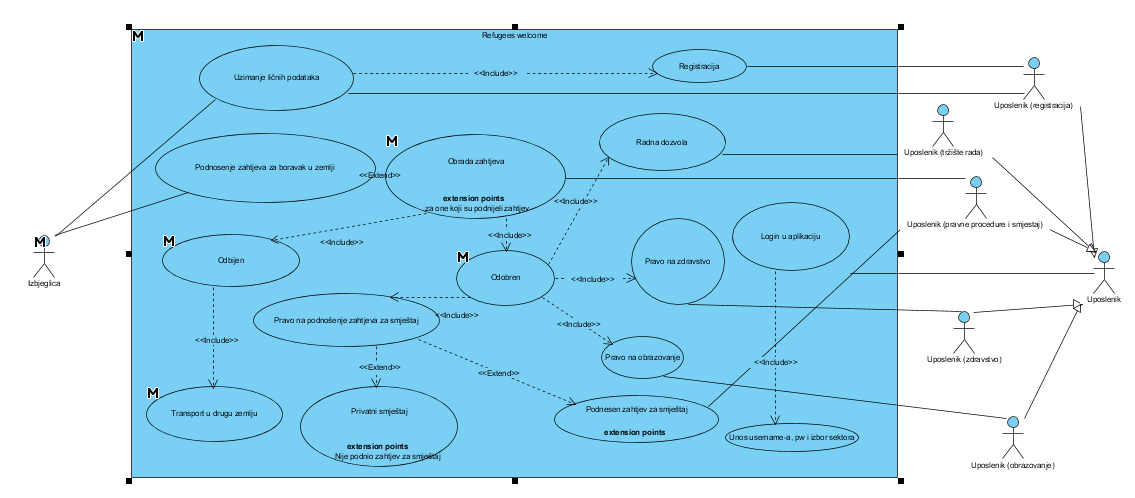 Refugees welcome
M
Uzimanje ličnih podataka
<<Include>>
Registracija
Uposlenik (registracija)
M
Radna dozvola
Uposlenik (tržište rada)
Podnosenje zahtjeva za boravak u zemlji
<<Extend>>
Obrada zahtjeva
extension points
za one koji su podnijeli zahtjev
<<Include>>
Uposlenik (pravne procedure i smjestaj)
M
Izbjeglica
M
Odbijen
<<Include>>
<<Include>>
M
Odobren
<<Include>>
Pravo na zdravstvo
Login u aplikaciju
Uposlenik
Pravo na podnošenje zahtjeva za smještaj
<<Include>>
<<Include>>
<<Include>>
Pravo na obrazovanje
<<Include>>
Uposlenik (zdravstvo)
<<Extend>>
<<Extend>>
M
Transport u drugu zemlju
Privatni smještaj
extension points
Nije podnio zahtjev za smještaj
Podnesen zahtjev za smještaj
extension points
Unos username-a, pw i izbor sektora
Uposlenik (obrazovanje)